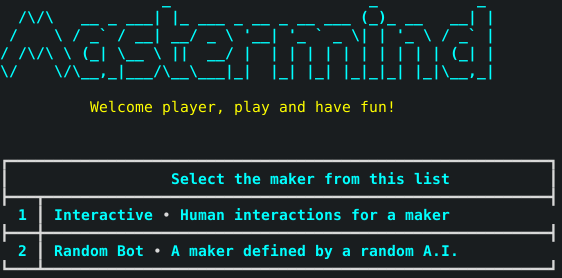 Mastermind
Welcome player, play and have fun!
Select the maker from this list
1 Interactive • Human interactions for a maker
2 Random Bot • A maker defined by a random A.I.